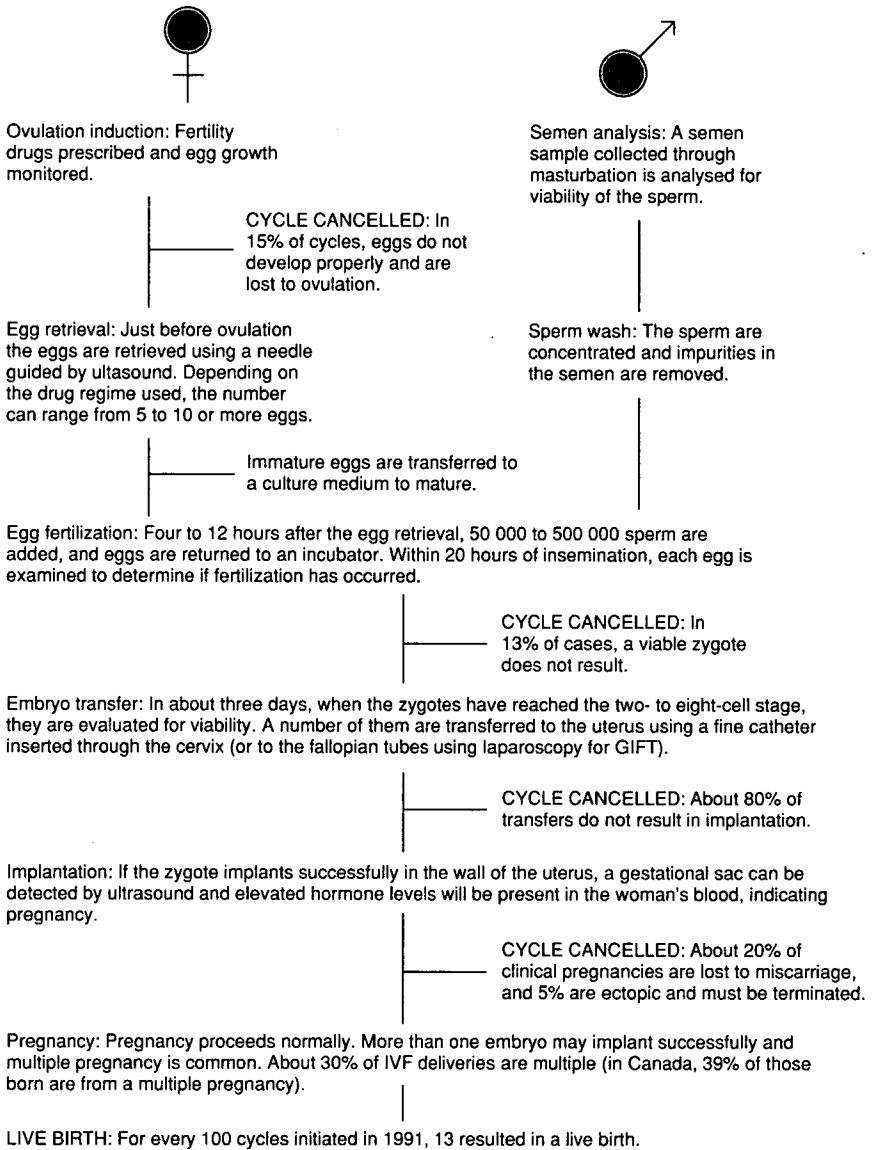 Ovulation induction: Fertility
drugs prescribed and egg growth
monitored.
Semen analysis: A semen
sample collected through
masturbation is analysed for
viability of the sperm.
CYCLE CANCELLED: In
15% of cycles, eggs do not
develop properly and are
lost to ovulation.
Egg retrieval: Just before ovulation
the eggs are retrieved using a needle
guided by ultasound. Depending on
the drug regime used, the number
can range from 5 to 10 or more eggs.
Sperm wash: The sperm are
concentrated and impurities in
the semen are removed.
Immature eggs are transferred to
a culture medium to mature.
Egg fertilization: Four to 12 hours after the egg retrieval, 50 000 to 500 000 sperm are
added, and eggs are returned to an incubator. Within 20 hours of insemination, each egg is
examined to determine if fertilization has occurred.
CYCLE CANCELLED: In
13% of cases, a viable zygote
does not result.
Embryo transfer: In about three days, when the zygotes have reached the two- to eight-cell stage,
they are evaluated for viability. A number of them are transferred to the uterus using a fine catheter
inserted through the cervix (or to the fallopian tubes using laparoscopy for GIFT).
CYCLE CANCELLED: About 80% of
transfers do not result in implantation.
Implantation: If the zygote implants successfully in the wall of the uterus, a gestational sac can be
detected by ultrasound and elevated hormone levels will be present in the woman's blood, indicating
pregnancy.
CYCLE CANCELLED: About 20% of
clinical pregnancies are lost to miscarriage,
and 5% are ectopic and must be terminated.
Pregnancy: Pregnancy proceeds normally. More than one embryo may implant successfully and
multiple pregnancy is common. About 30% of IVF deliveries are multiple (in Canada, 39% of those
born are from a multiple pregnancy).
LIVE BIRTH: For every 100 cycles initiated in 1991, 13 resulted in a live birth.